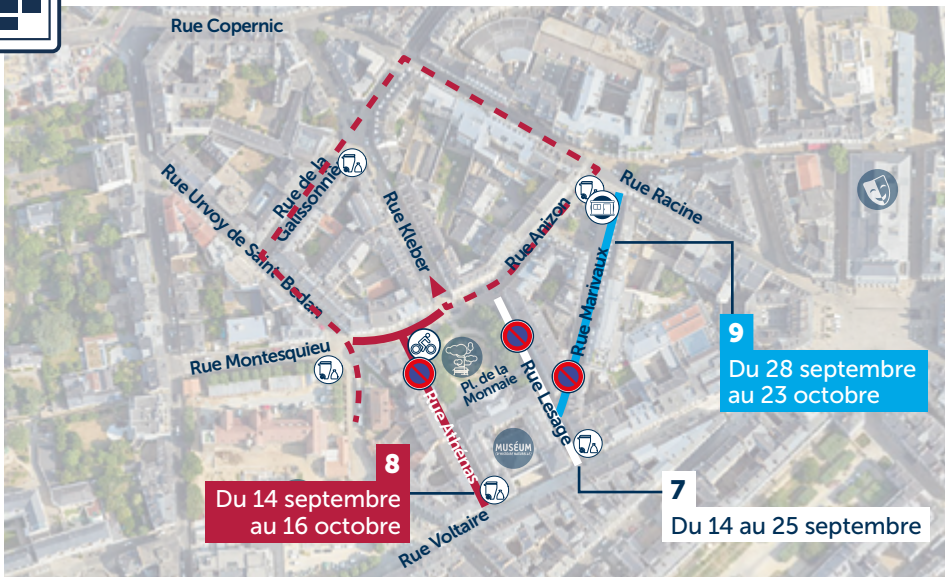 Rue Copernic
Rue de la
Galissonnie
Rue Urvoy de Saint-Bedan
Rue Kleber
Rue Anizon
Rue Racine
Rue Marivaux
9
Du 28 septembre
au 23 octobre
Rue Montesquieu
Pl. de la
Monnaie
Rue Lesage
Rue Athénas
MUSÉUM
8
Du 14 septembre
au 16 octobre
7
Du 14 au 25 septembre
Rue Voltaire